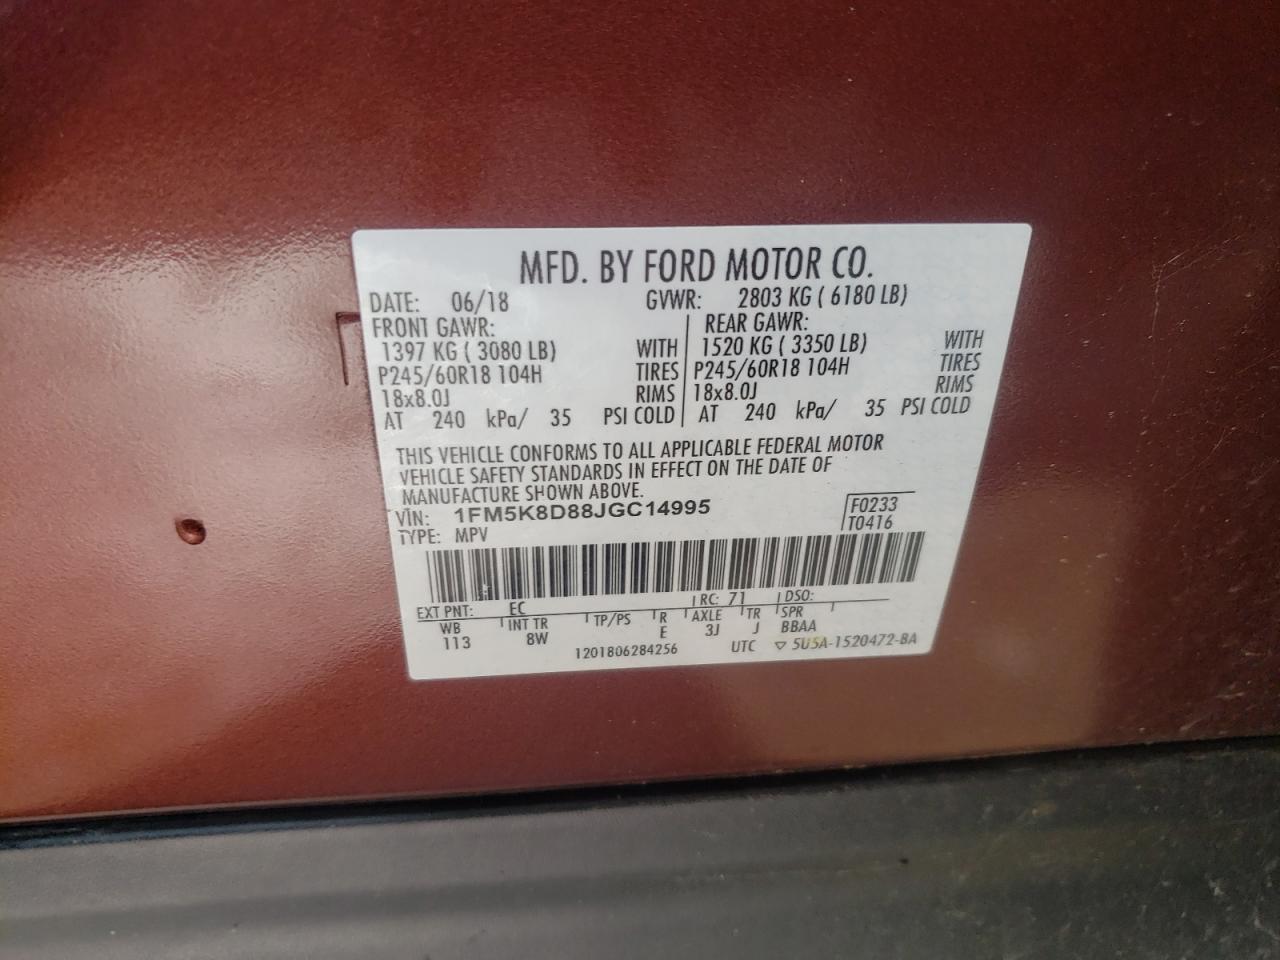 MFD. BY FORD MOTOR CO.
DATE: 06/18 GVWR: 2803 KG ( 6180 LB)
FRONT GAWR: REAR GAWR:
1397 KG ( 3080 LB) WITH 1520 KG ( 3350 LB) WITH
P245/60R18 104H TIRES P245/60R18 104H TIRES
18x8.0J RIMS 18x8.0J RIMS
AT 240 kPa/ 35 PSI COLD AT 240 kPa/ 35 PSI COLD
THIS VEHICLE CONFORMS TO ALL APPLICABLE FEDERAL MOTOR
VEHICLE SAFETY STANDARDS IN EFFECT ON THE DATE OF
MANUFACTURE SHOWN ABOVE.
VIN: 1FM5K8D88JGC14995 F0233
TYPE: MPV T0416
EXT PNT: EC RC: 71 DSO:
WB INT TR TP/PS R AXLE TR SPR
113 8W E 3J J BBAA
1201806284256 UTC ▽ 5U5A-1520472-BA